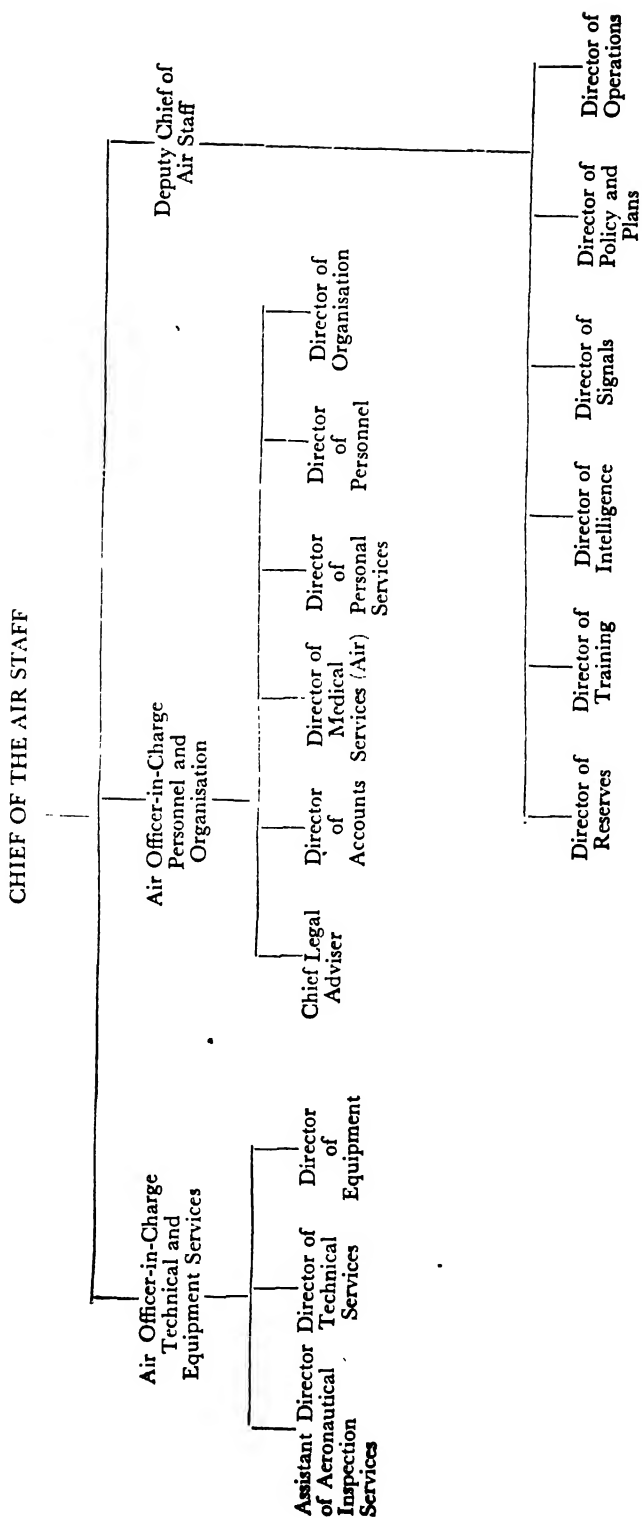 CHIEF OF THE AIR STAFF
Air Officer-in-Charge
Technical and
Equipment Services
Air Officer-in-Charge
Personnel and
Organisation
Deputy Chief of
Air Staff
Assistant Director
of Aeronautical
Inspection
Services
Director of
Technical
Services
Director
of
Equipment
Chief Legal
Adviser
Director
of
Accounts
Director of
Medical
Services (Air)
Director
of
Personal
Services
Director
of
Personnel
Director of
Organisation
Director of
Reserves
Director of
Training
Director of
Intelligence
Director of
Signals
Director of
Policy and
Plans
Director of
Operations